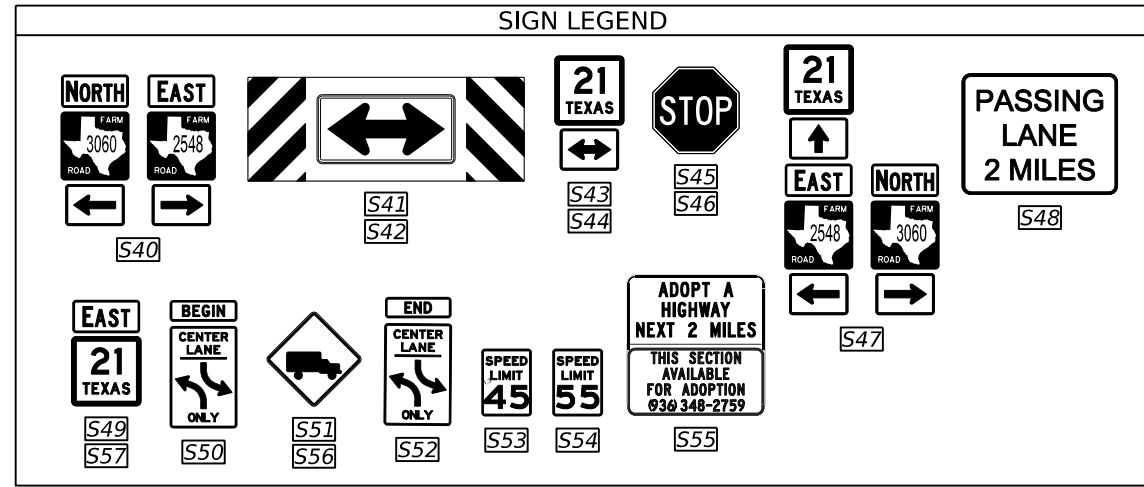 SIGN LEGEND
NORTH
FARM
3060
ROAD
EAST
FARM
2548
ROAD
S40
S41
S42
21
TEXAS
S43
S44
STOP
S45
S46
21
TEXAS
EAST
FARM
2548
ROAD
NORTH
FARM
3060
ROAD
S47
PASSING
LANE
2 MILES
S48
EAST
21
TEXAS
S49
S57
BEGIN
CENTER
LANE
ONLY
S50
S51
S56
END
CENTER
LANE
ONLY
S52
SPEED
LIMIT
45
S53
SPEED
LIMIT
55
S54
ADOPT A
HIGHWAY
NEXT 2 MILES
THIS SECTION
AVAILABLE
FOR ADOPTION
(936) 348-2759
S55